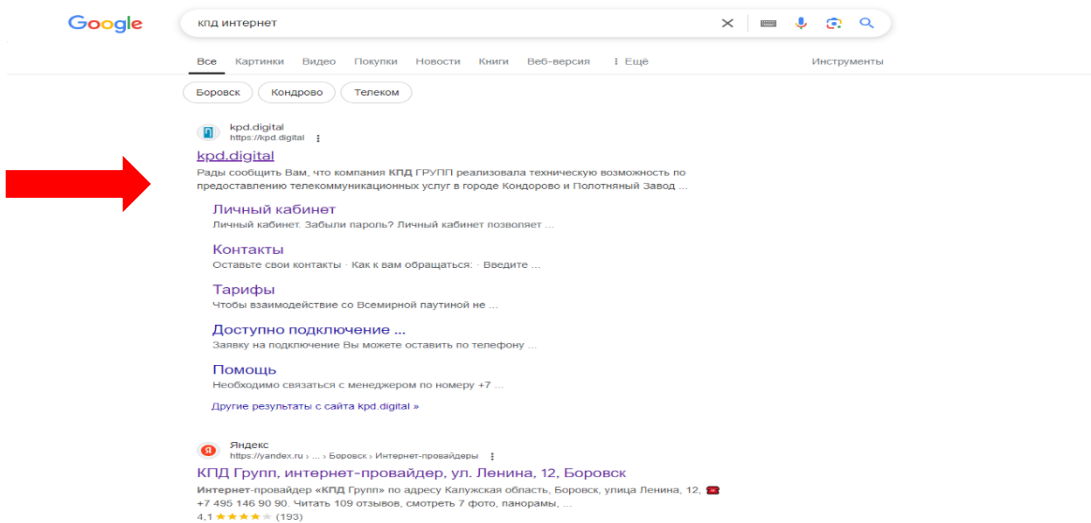 Google
кпд интернет
Все Картинки Видео Покупки Новости Книги Веб-версия Ещё Инструменты
Боровск Кондрово Телеком
kpd.digital
https://kpd.digital
kpd.digital
Рады сообщить Вам, что компания КПД ГРУПП реализовала техническую возможность по
предоставлению телекоммуникационных услуг в городе Кондорово и Полотняный Завод ...
Личный кабинет
Личный кабинет. Забыли пароль? Личный кабинет позволяет ...
Контакты
Оставьте свои контакты · Как к вам обращаться: · Введите ...
Тарифы
Чтобы взаимодействие со Всемирной паутиной не ...
Доступно подключение ...
Заявку на подключение Вы можете оставить по телефону ...
Помощь
Необходимо связаться с менеджером по номеру +7 ...
Другие результаты с сайта kpd.digital »
Я
Яндекс
https://yandex.ru › ... › Боровск › Интернет-провайдеры
КПД Групп, интернет-провайдер, ул. Ленина, 12, Боровск
Интернет-провайдер «КПД Групп» по адресу Калужская область, Боровск, улица Ленина, 12, ☎
+7 495 146 90 90. Читать 109 отзывов, смотреть 7 фото, панорамы, ...
4,1 ★★★★★ (193)